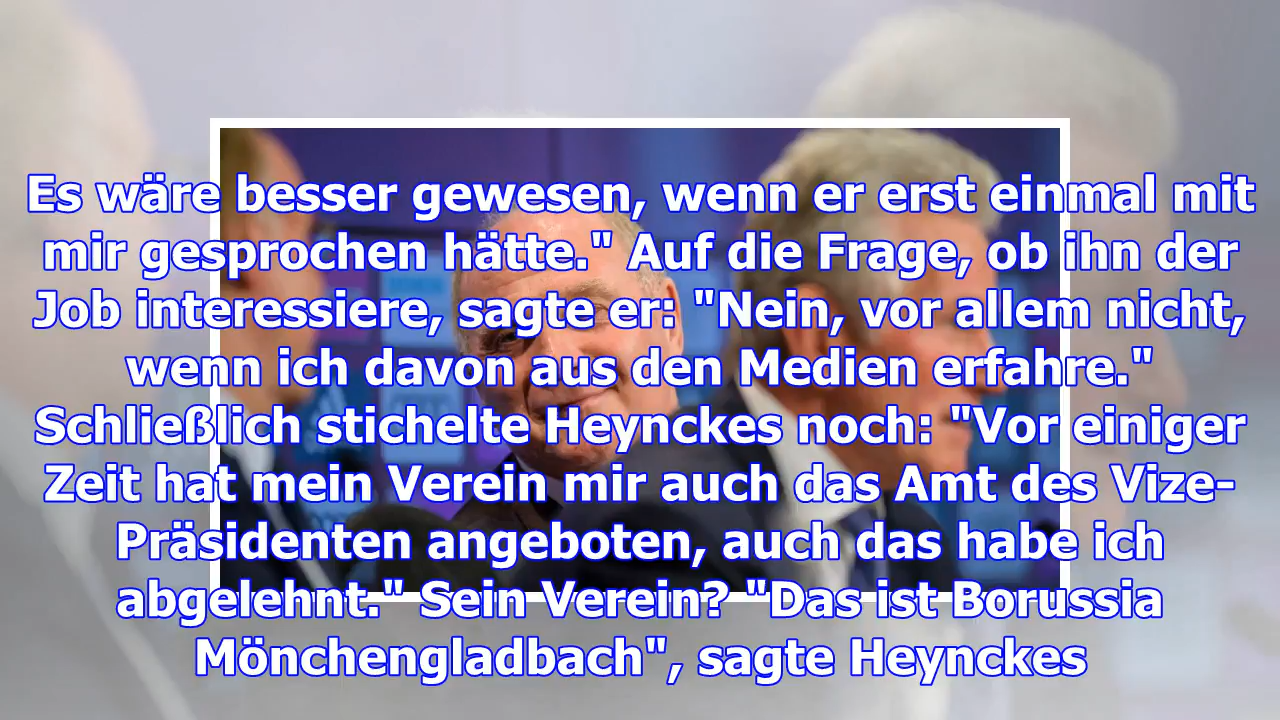 Es wäre besser gewesen, wenn er erst einmal mit
mir gesprochen hätte." Auf die Frage, ob ihn der
Job interessiere, sagte er: "Nein, vor allem nicht,
wenn ich davon aus den Medien erfahre."
Schließlich stichelte Heynckes noch: "Vor einiger
Zeit hat mein Verein mir auch das Amt des Vize-
Präsidenten angeboten, auch das habe ich
abgelehnt." Sein Verein? "Das ist Borussia
Mönchengladbach", sagte Heynckes